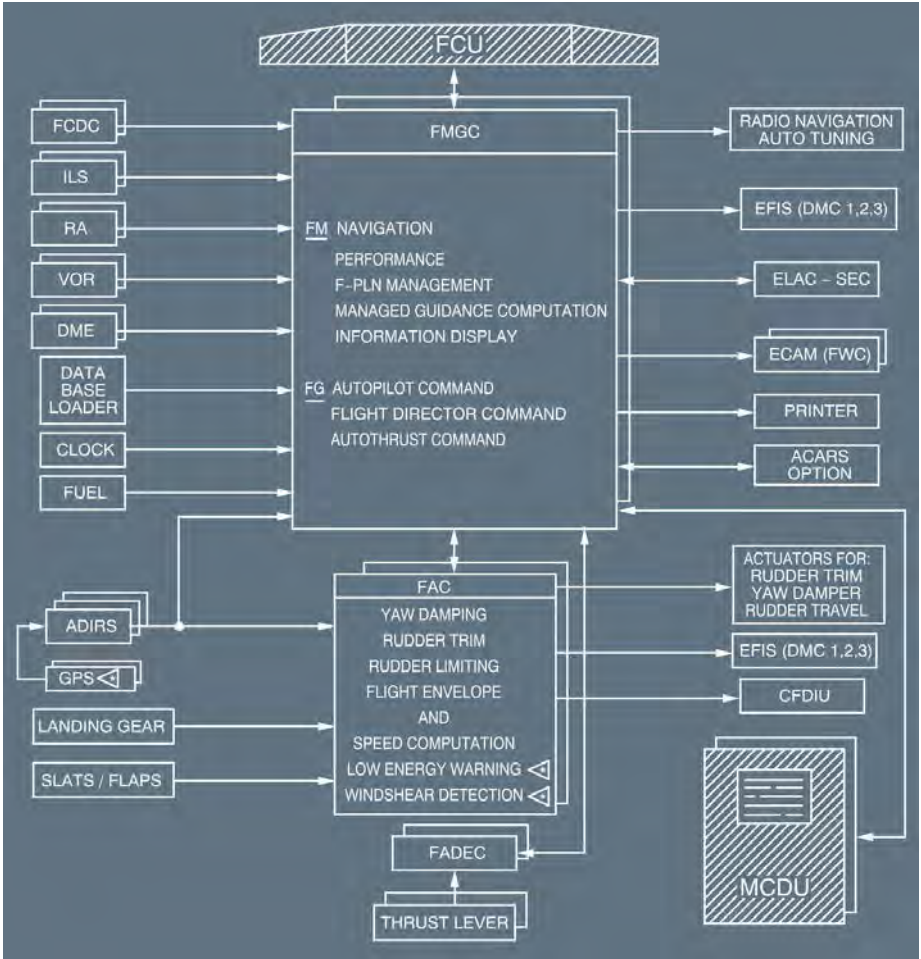 FCU
FCDC
ILS
RA
VOR
DME
DATA
BASE
LOADER
CLOCK
FUEL
ADIRS
GPS
LANDING GEAR
SLATS / FLAPS
FMGC
FM NAVIGATION
PERFORMANCE
F-PLN MANAGEMENT
MANAGED GUIDANCE COMPUTATION
INFORMATION DISPLAY
FG AUTOPILOT COMMAND
FLIGHT DIRECTOR COMMAND
AUTOTHRUST COMMAND
FAC
YAW DAMPING
RUDDER TRIM
RUDDER LIMITING
FLIGHT ENVELOPE
AND
SPEED COMPUTATION
LOW ENERGY WARNING
WINDSHEAR DETECTION
FADEC
THRUST LEVER
RADIO NAVIGATION
AUTO TUNING
EFIS (DMC 1,2,3)
ELAC - SEC
ECAM (FWC)
PRINTER
ACARS
OPTION
ACTUATORS FOR:
RUDDER TRIM
YAW DAMPER
RUDDER TRAVEL
EFIS (DMC 1,2,3)
CFDIU
MCDU